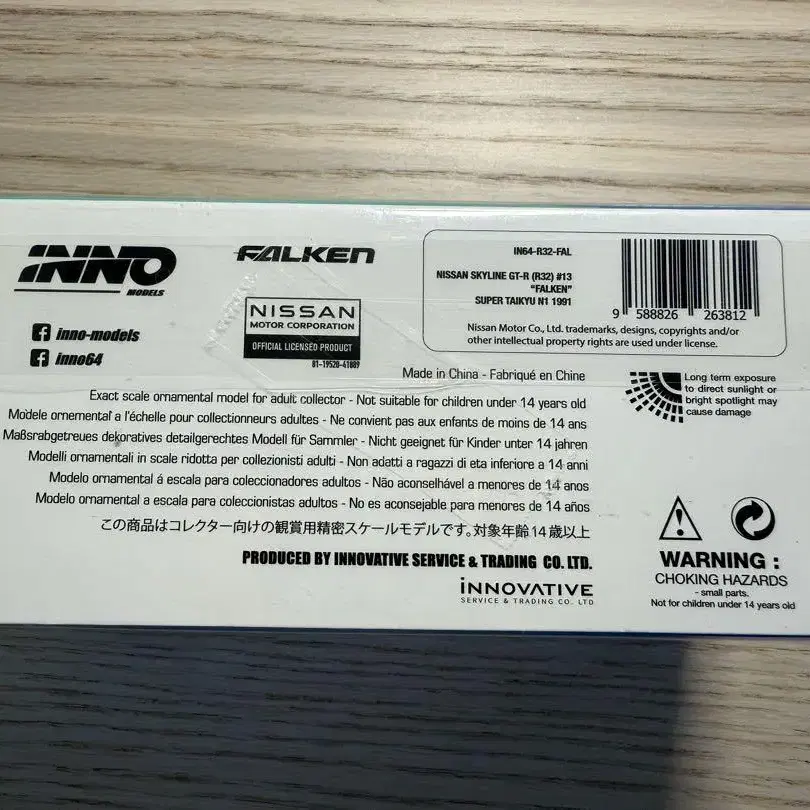 INNO
MODELS
inno-models
inno64
FALKEN
NISSAN
MOTOR CORPORATION
OFFICIAL LICENSED PRODUCT
81-19520-41889
IN64-R32-FAL
NISSAN SKYLINE GT-R (R32) #13
"FALKEN"
SUPER TAIKYU N1 1991
9 588826 263812
Nissan Motor Co., Ltd. trademarks, designs, copyrights and/or
other intellectual property rights are used under license.
Made in China - Fabriqué en Chine
Exact scale ornamental model for adult collector - Not suitable for children under 14 years old
Modele ornemental a l'échelle pour collectionneurs adultes - Ne convient pas aux enfants de moins de 14 ans
Maßsrabgetreues dekoratives detailgerechtes Modell für Sammler - Nicht geeignet für Kinder unter 14 jahren
Modelli ornamentali in scale ridotta per collezionisti adulti - Non adatti a ragazzi di eta inferiore a 14 anni
Modelo ornamental á escala para coleccionadores adultos - Não aconselhável a menores de 14 anos
Modelo ornamental a escala para coleccionistas adultos - No es aconsejable para menores de 14 años
この商品はコレクター向けの観賞用精密スケールモデルです。対象年齢14歳以上
PRODUCED BY INNOVATIVE SERVICE & TRADING CO. LTD.
iNNOVATIVE
SERVICE & TRADING CO. LTD
Long term exposure
to direct sunlight or
bright spotlight may
cause damage
WARNING :
CHOKING HAZARDS
- small parts.
Not for children under 14 years old